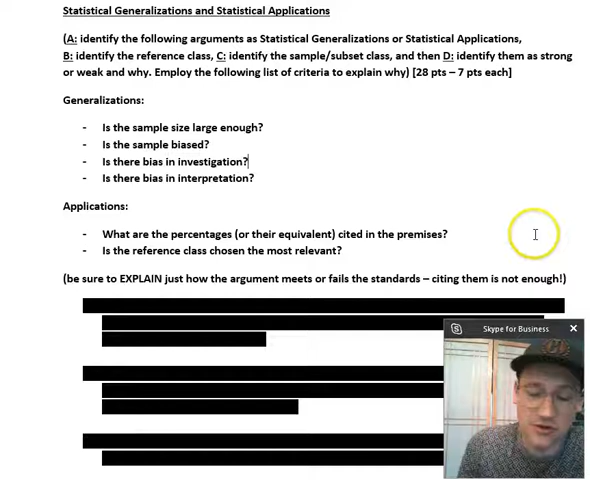 Statistical Generalizations and Statistical Applications
(A: identify the following arguments as Statistical Generalizations or Statistical Applications,
B: identify the reference class, C: identify the sample/subset class, and then D: identify them as strong
or weak and why. Employ the following list of criteria to explain why) [28 pts – 7 pts each]
Generalizations:
- Is the sample size large enough?
- Is the sample biased?
- Is there bias in investigation?
- Is there bias in interpretation?
Applications:
- What are the percentages (or their equivalent) cited in the premises?
- Is the reference class chosen the most relevant?
(be sure to EXPLAIN just how the argument meets or fails the standards – citing them is not enough!)
Skype for Business